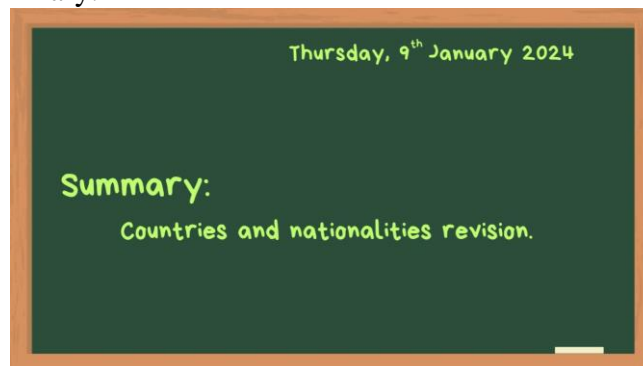 Thursday, 9th January 2024
Summary:
Countries and nationalities revision.